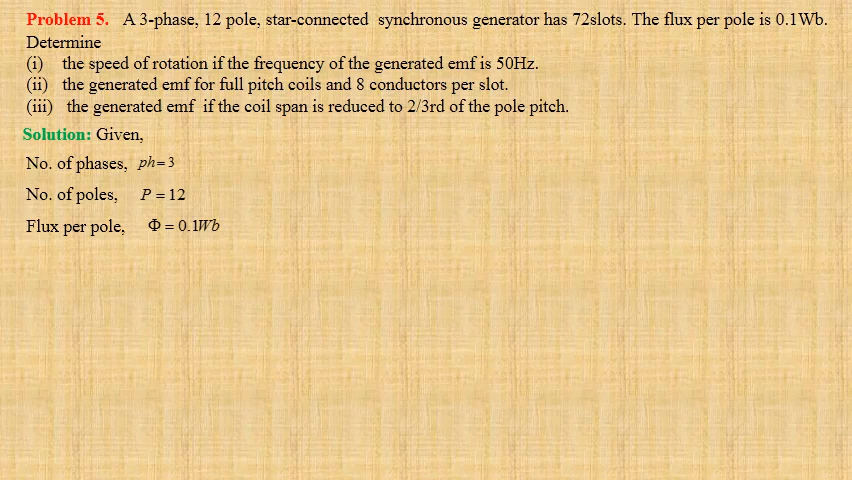 Problem 5. A 3-phase, 12 pole, star-connected synchronous generator has 72slots. The flux per pole is 0.1Wb.
Determine
(i) the speed of rotation if the frequency of the generated emf is 50Hz.
(ii) the generated emf for full pitch coils and 8 conductors per slot.
(iii) the generated emf if the coil span is reduced to 2/3rd of the pole pitch.
Solution: Given,
No. of phases, ph=3
No. of poles, P = 12
Flux per pole, Φ = 0.1Wb